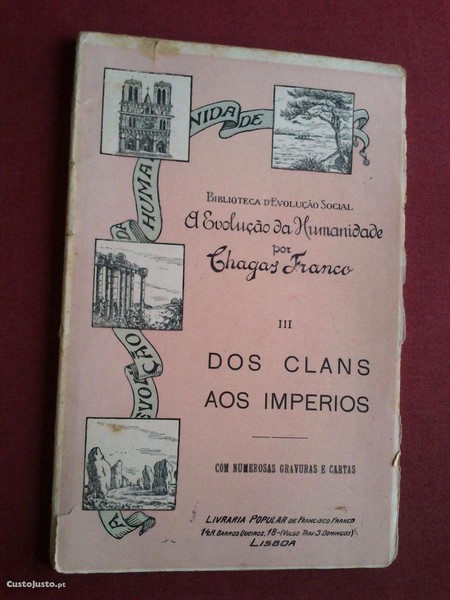 A EVOLUÇÃO DA HUMANIDADE
BIBLIOTECA D'EVOLUÇÃO SOCIAL
A Evolução da Humanidade
por
Chagas Franco
III
DOS CLANS
AOS IMPERIOS
COM NUMEROSAS GRAVURAS E CARTAS
LIVRARIA POPULAR DE FRANCISCO FRANCO
14, R. BARROS QUEIROZ, 18-(VULGO TRAV. S. DOMINGOS)
LISBOA
CustoJusto.pt